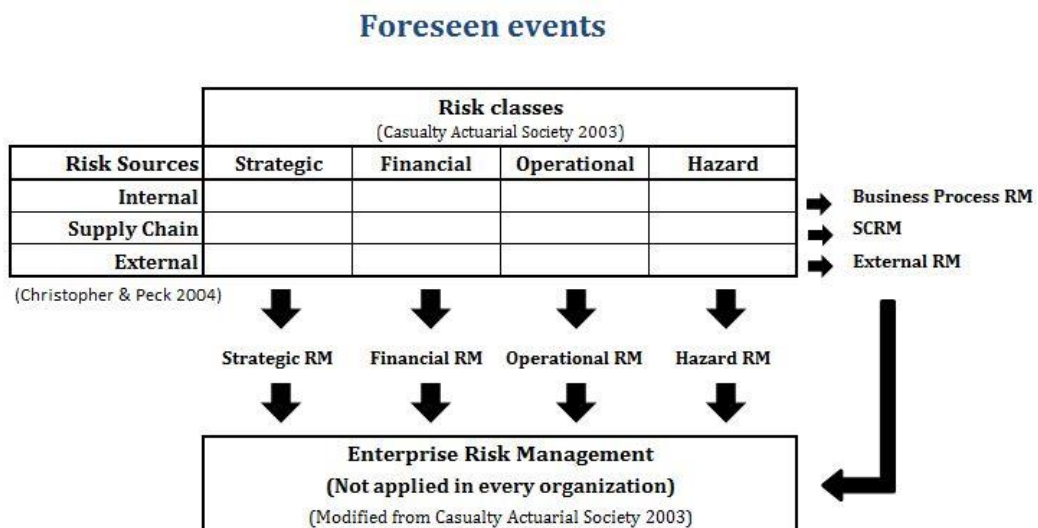 Foreseen events
Risk classes
(Casualty Actuarial Society 2003)
Risk Sources Strategic Financial Operational Hazard
Internal
Business Process RM
Supply Chain
SCRM
External
External RM
(Christopher & Peck 2004)
Strategic RM Financial RM Operational RM Hazard RM
Enterprise Risk Management
(Not applied in every organization)
(Modified from Casualty Actuarial Society 2003)